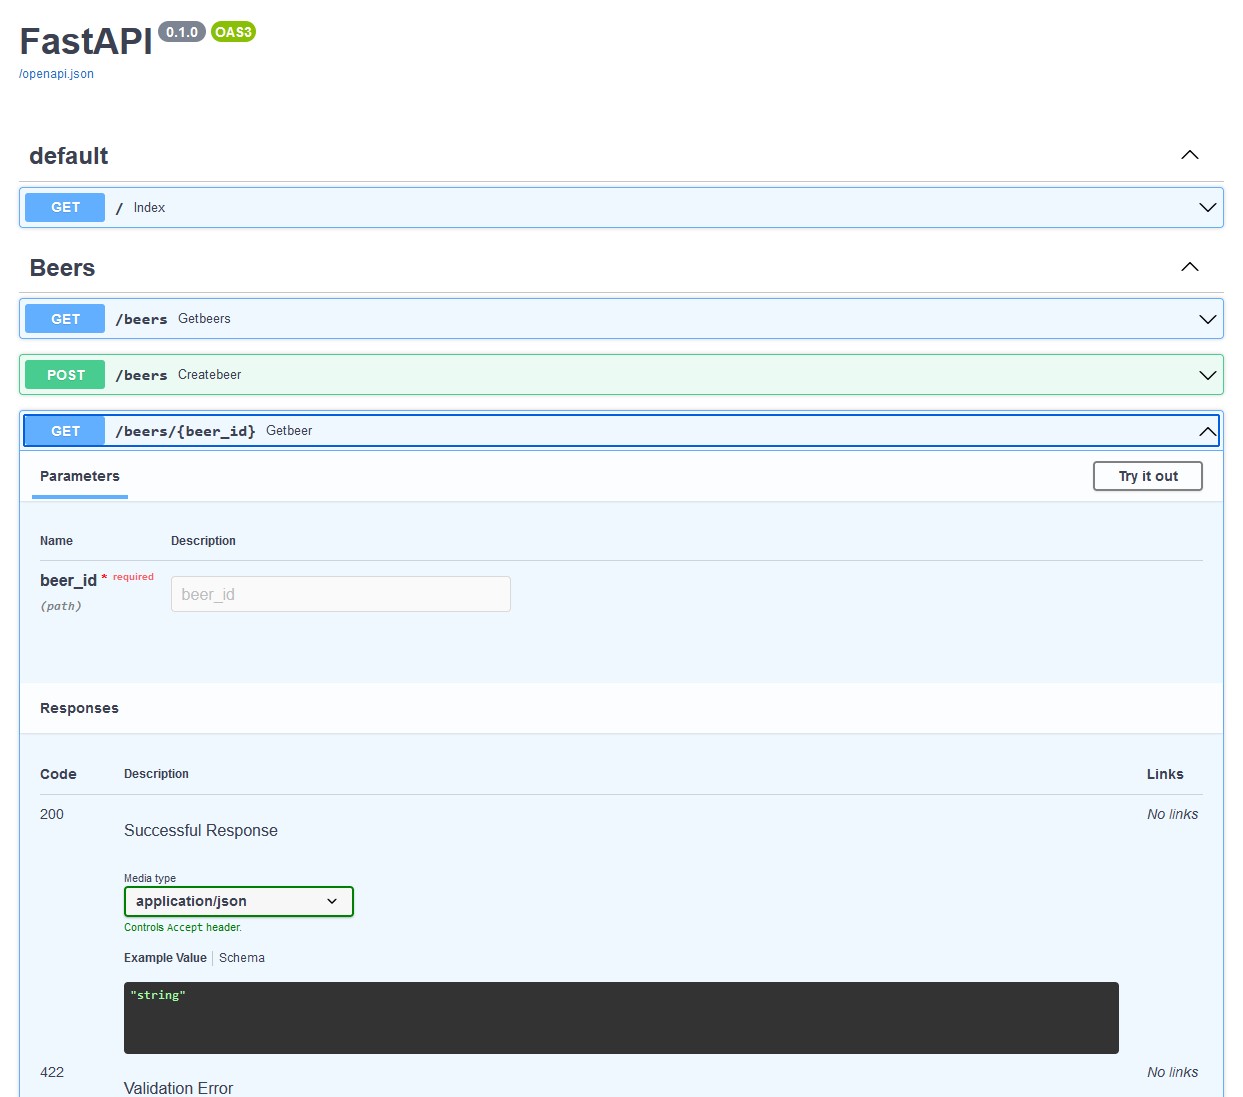 FastAPI 0.1.0 OAS3
/openapi.json
default
GET / Index
Beers
GET /beers Getbeers
POST /beers Createbeer
GET /beers/{beer_id} Getbeer
Parameters Try it out
Name Description
beer_id * required beer_id
(path)
Responses
Code Description Links
200 No links
Successful Response
Media type
application/json
Controls Accept header.
Example Value Schema
"string"
422 No links
Validation Error